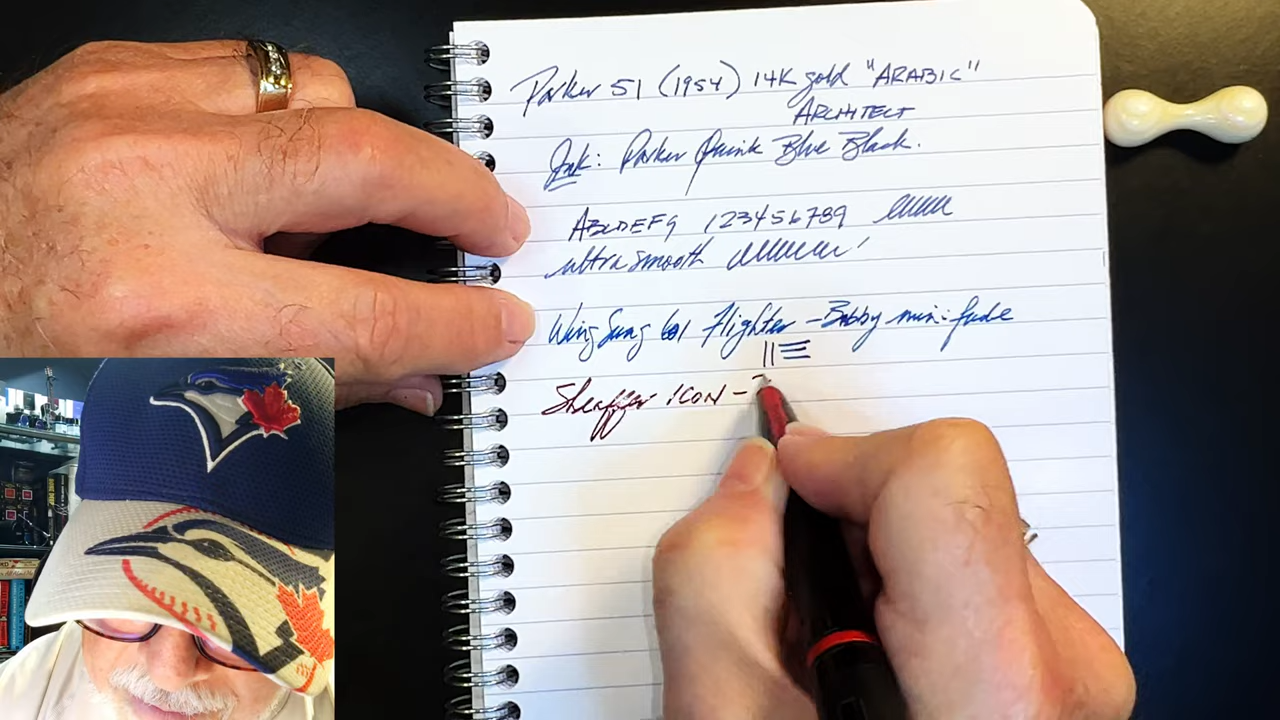 Parker 51 (1954) 14K gold "ARABIC"
ARCHITECT
Ink: Parker Quink Blue Black.
ABCDEFG 123456789
ultra smooth
Wing Sung 601 Flighter - Bobby mini fude
Sheaffer ICON -